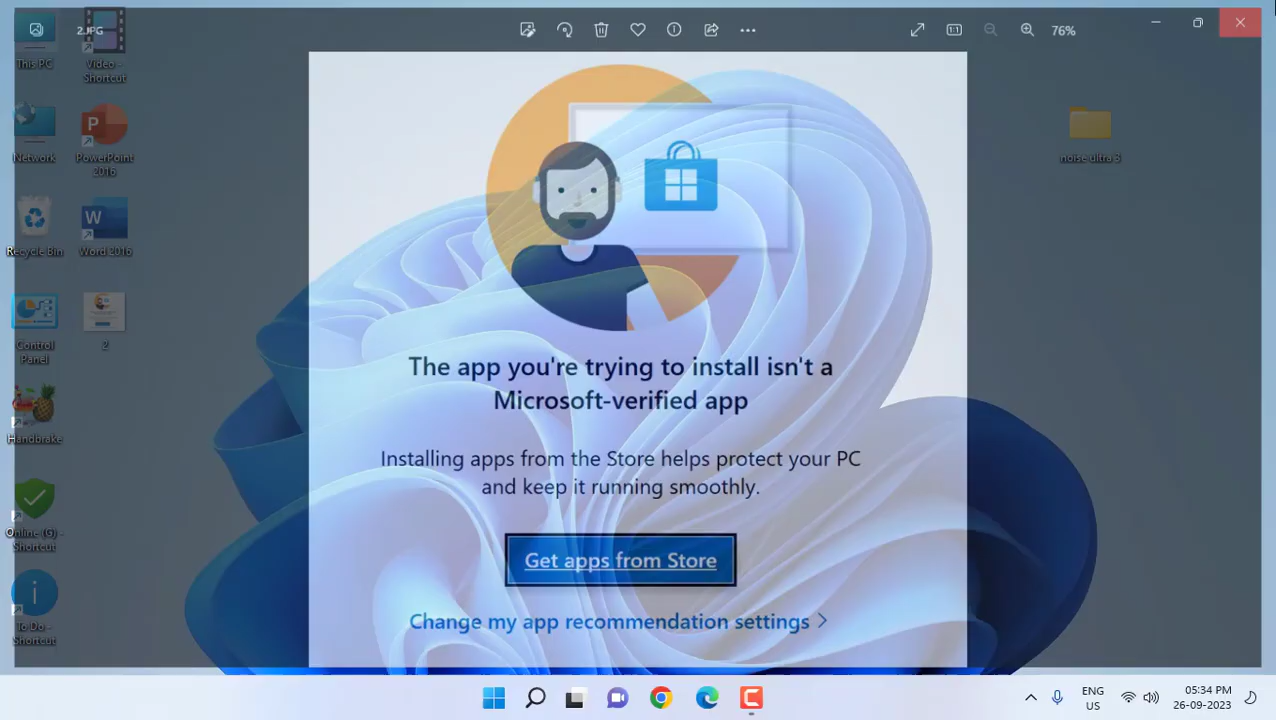 2.JPG
76%
This PC
Video -
Shortcut
Network
PowerPoint
2016
noise ultra 3
Recycle Bin
Word 2016
Control
Panel
2
Handbrake
Online (G) -
Shortcut
To Do -
Shortcut
The app you're trying to install isn't a
Microsoft-verified app
Installing apps from the Store helps protect your PC
and keep it running smoothly.
Get apps from Store
Change my app recommendation settings
ENG
US
05:34 PM
26-09-2023